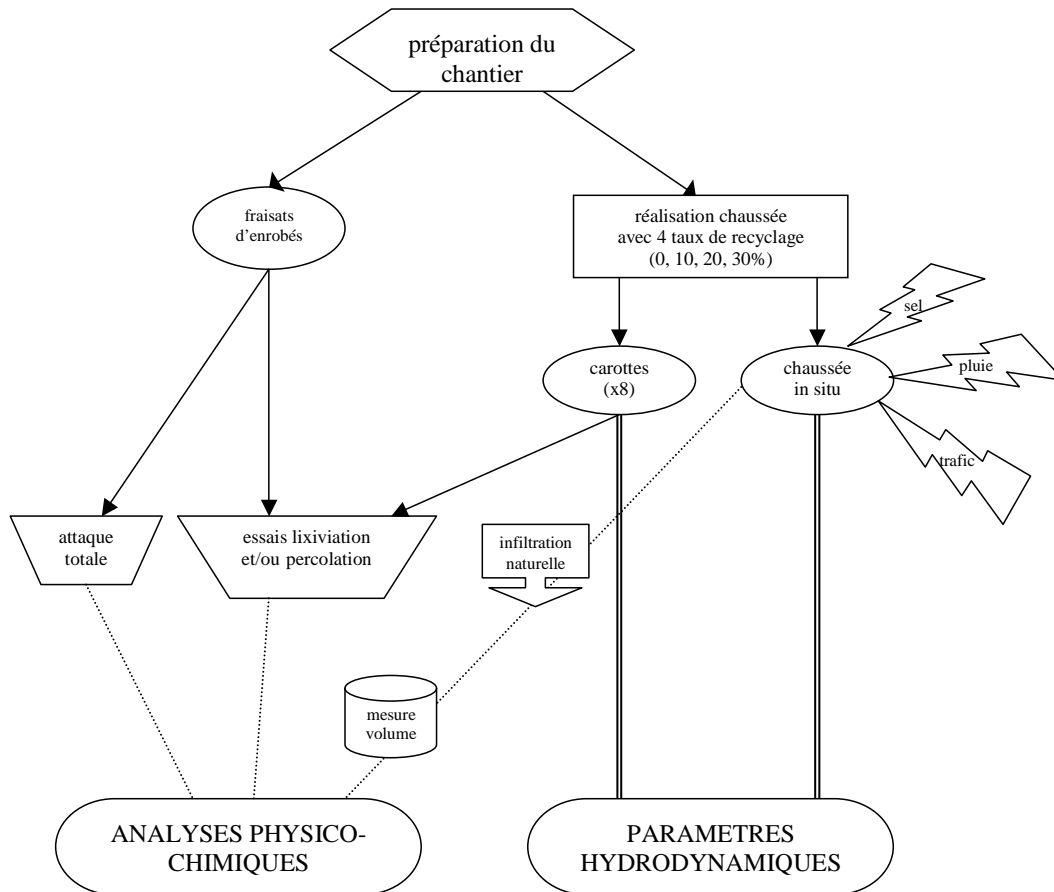 préparation du
chantier
fraisats
d'enrobés
réalisation chaussée
avec 4 taux de recyclage
(0, 10, 20, 30%)
sel
pluie
trafic
carottes
(x8)
chaussée
in situ
attaque
totale
essais lixiviation
et/ou percolation
infiltration
naturelle
mesure
volume
ANALYSES PHYSICO-
CHIMIQUES
PARAMETRES
HYDRODYNAMIQUES